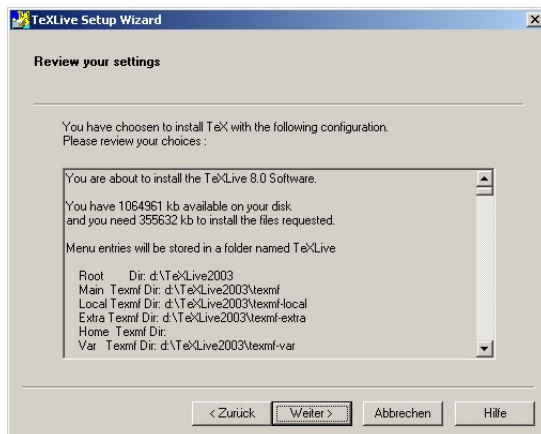 TeXLive Setup Wizard
Review your settings
You have choosen to install TeX with the following configuration.
Please review your choices :
You are about to install the TeXLive 8.0 Software.
You have 1064961 kb available on your disk
and you need 355632 kb to install the files requested.
Menu entries will be stored in a folder named TeXLive
Root Dir: d:\TeXLive2003
Main Texmf Dir: d:\TeXLive2003\texmf
Local Texmf Dir: d:\TeXLive2003\texmf-local
Extra Texmf Dir: d:\TeXLive2003\texmf-extra
Home Texmf Dir:
Var Texmf Dir: d:\TeXLive2003\texmf-var
< Zurück Weiter > Abbrechen Hilfe